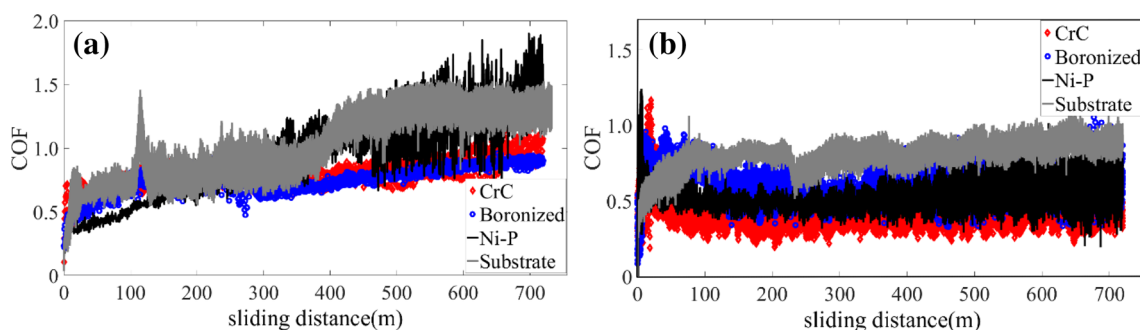 (a)
COF
2.0
1.5
1.0
0.5
0
CrC
Boronized
Ni-P
Substrate
0 100 200 300 400 500 600 700
sliding distance(m)
(b)
COF
1.5
1.0
0.5
0
CrC
Boronized
Ni-P
Substrate
0 100 200 300 400 500 600 700
sliding distance(m)